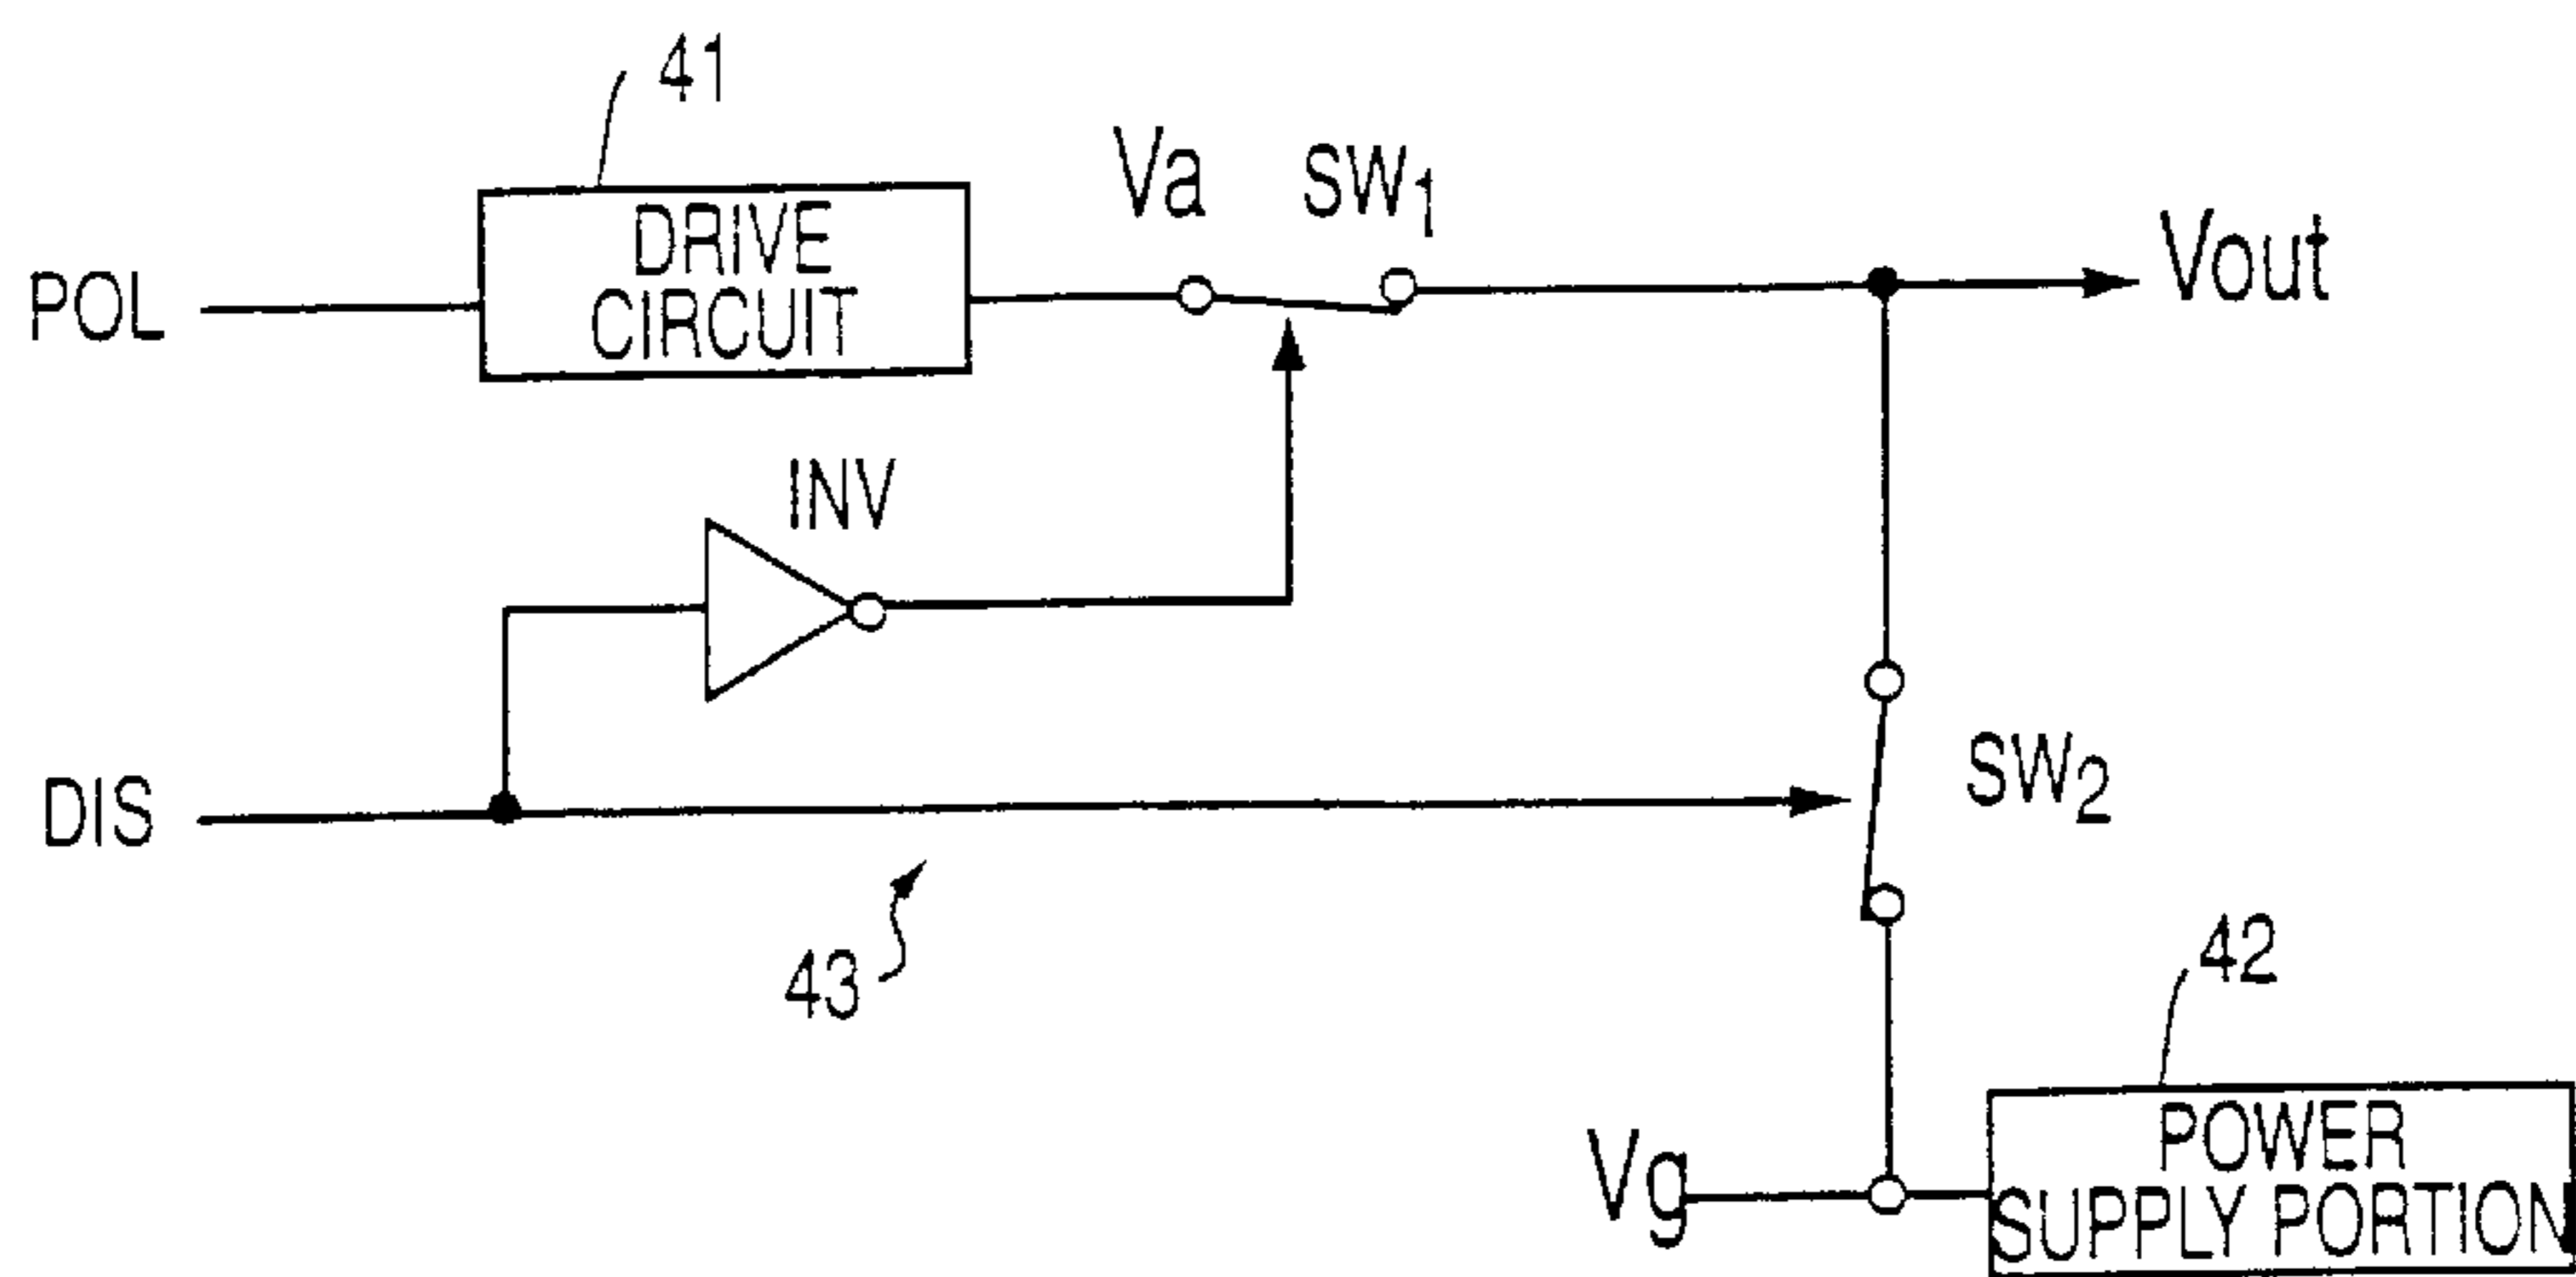 41
Va SW1
DRIVE
CIRCUIT
POL
Vout
INV
DIS
SW2
43
42
Vg
POWER
SUPPLY PORTION